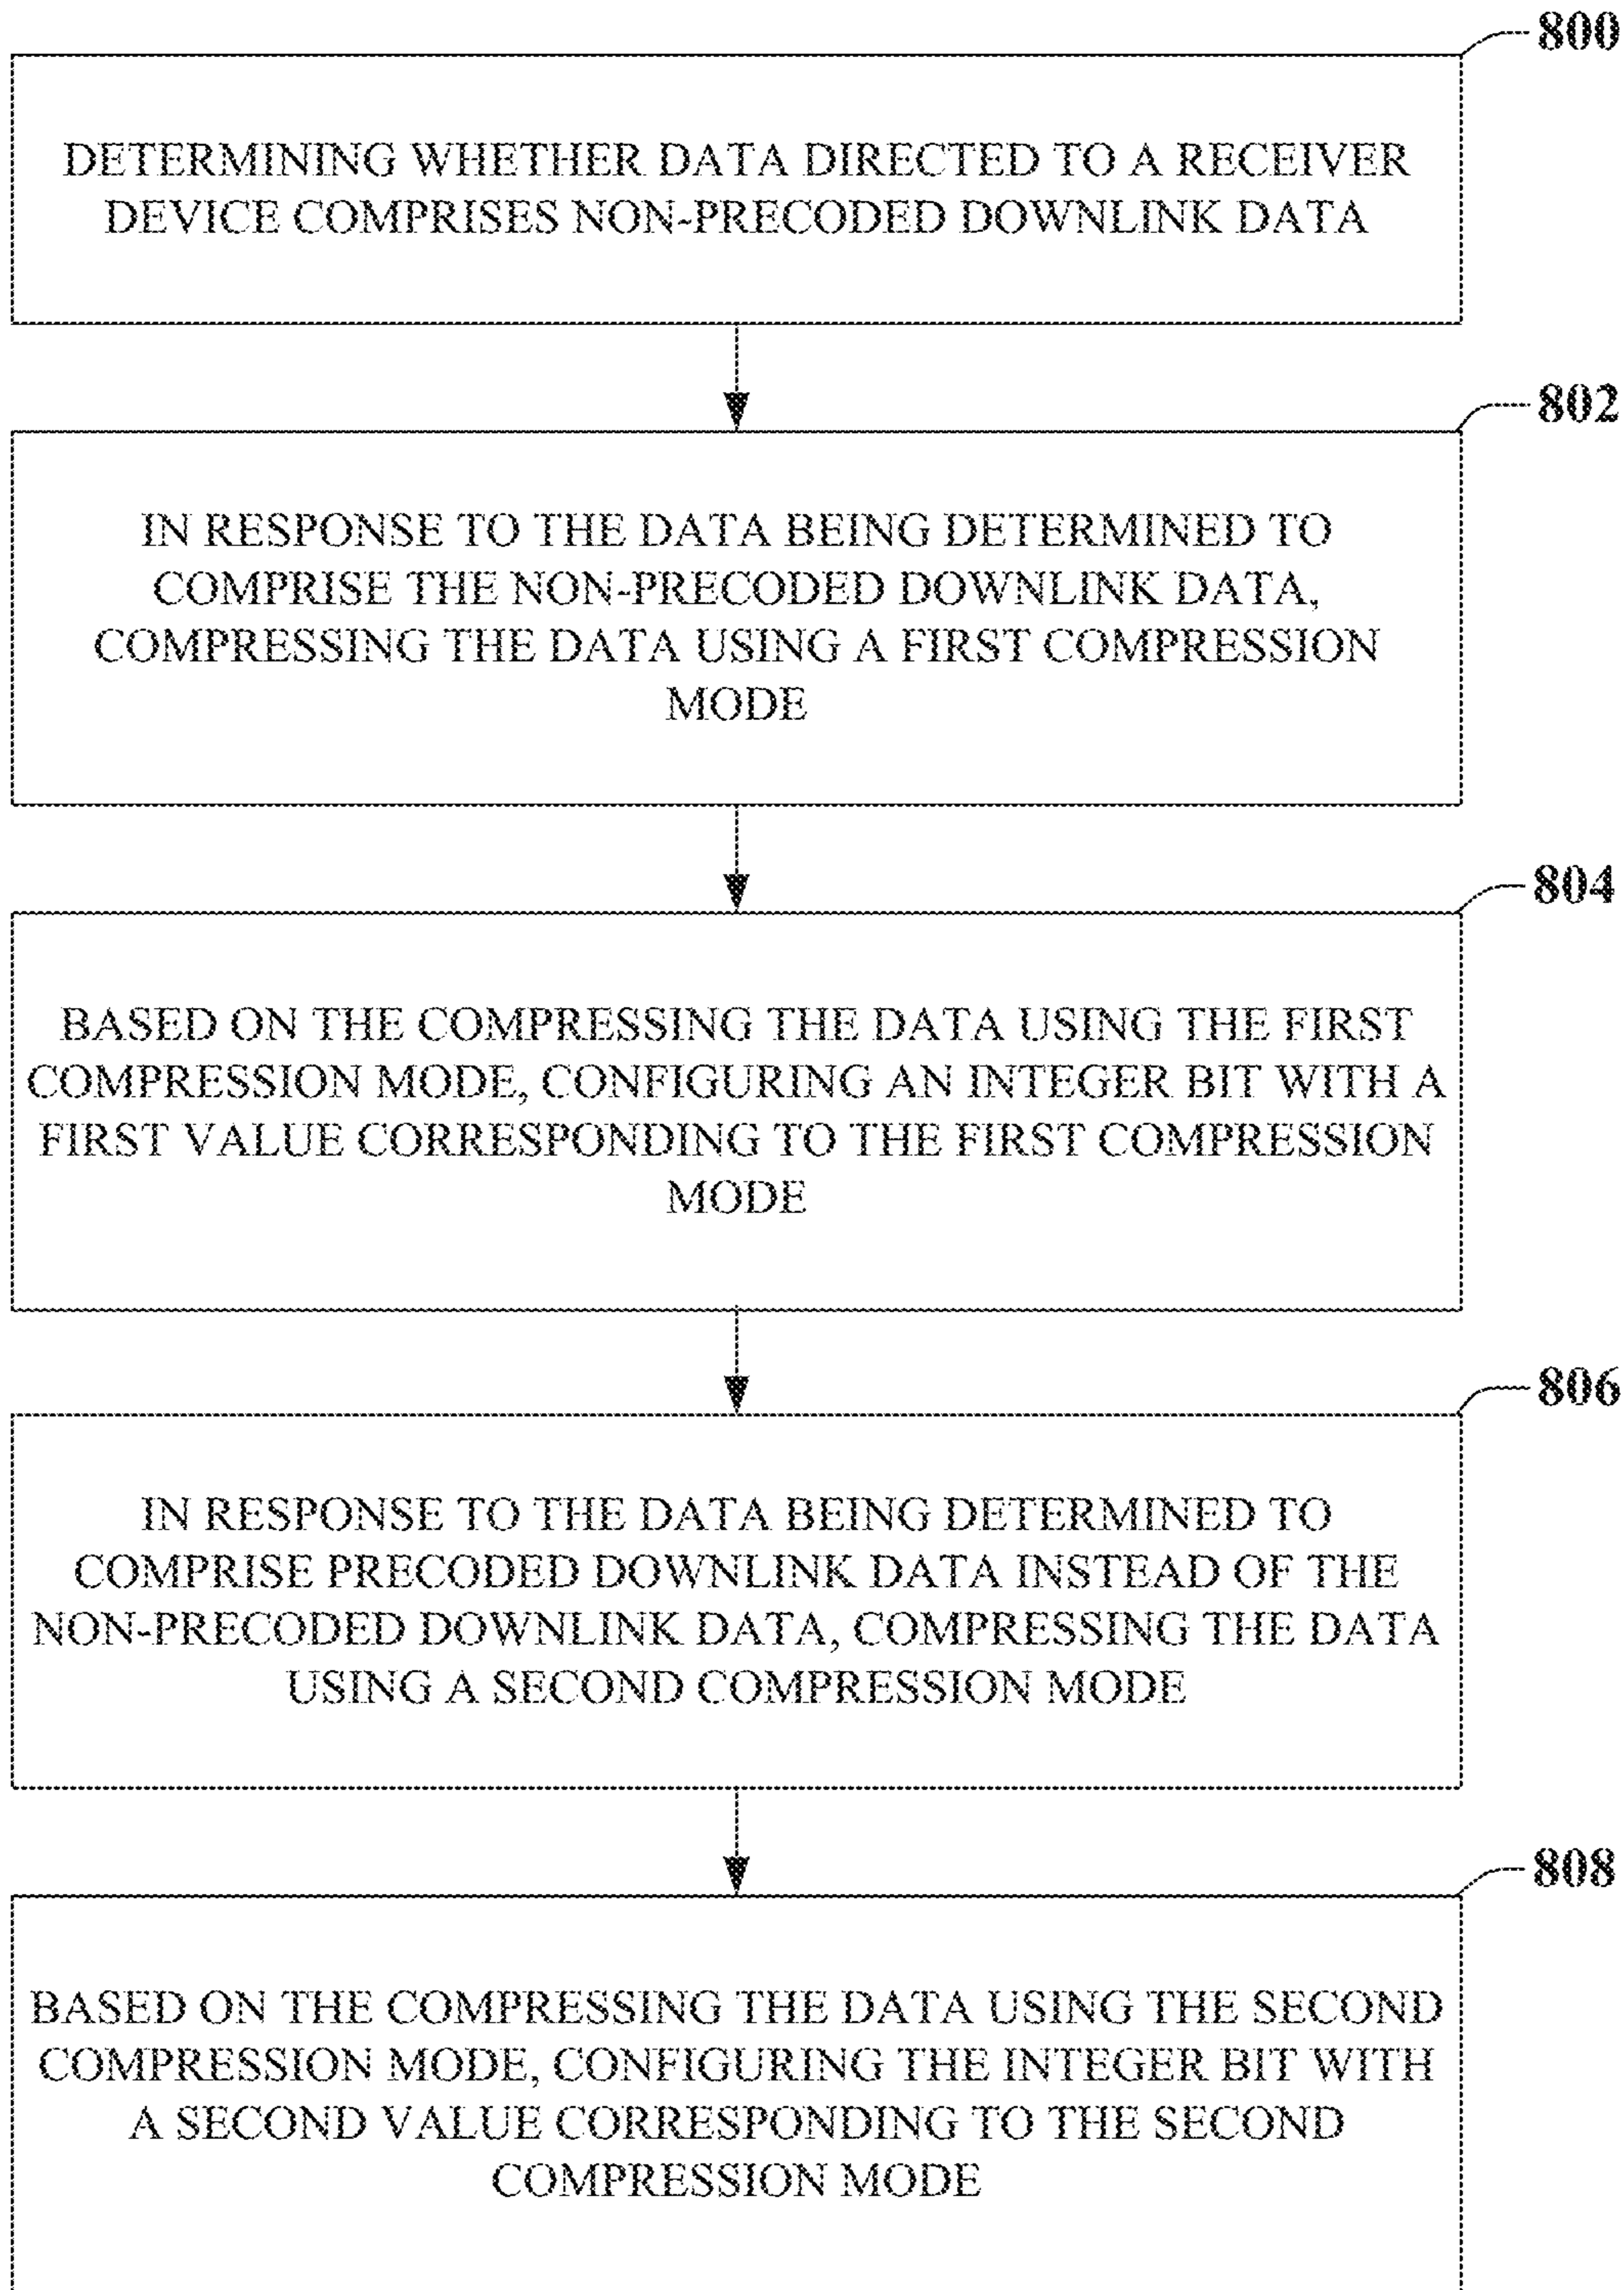 800
DETERMINING WHETHER DATA DIRECTED TO A RECEIVER
DEVICE COMPRISES NON-PRECODED DOWNLINK DATA
802
IN RESPONSE TO THE DATA BEING DETERMINED TO
COMPRISE THE NON-PRECODED DOWNLINK DATA,
COMPRESSING THE DATA USING A FIRST COMPRESSION
MODE
804
BASED ON THE COMPRESSING THE DATA USING THE FIRST
COMPRESSION MODE, CONFIGURING AN INTEGER BIT WITH A
FIRST VALUE CORRESPONDING TO THE FIRST COMPRESSION
MODE
806
IN RESPONSE TO THE DATA BEING DETERMINED TO
COMPRISE PRECODED DOWNLINK DATA INSTEAD OF THE
NON-PRECODED DOWNLINK DATA, COMPRESSING THE DATA
USING A SECOND COMPRESSION MODE
808
BASED ON THE COMPRESSING THE DATA USING THE SECOND
COMPRESSION MODE, CONFIGURING THE INTEGER BIT WITH
A SECOND VALUE CORRESPONDING TO THE SECOND
COMPRESSION MODE